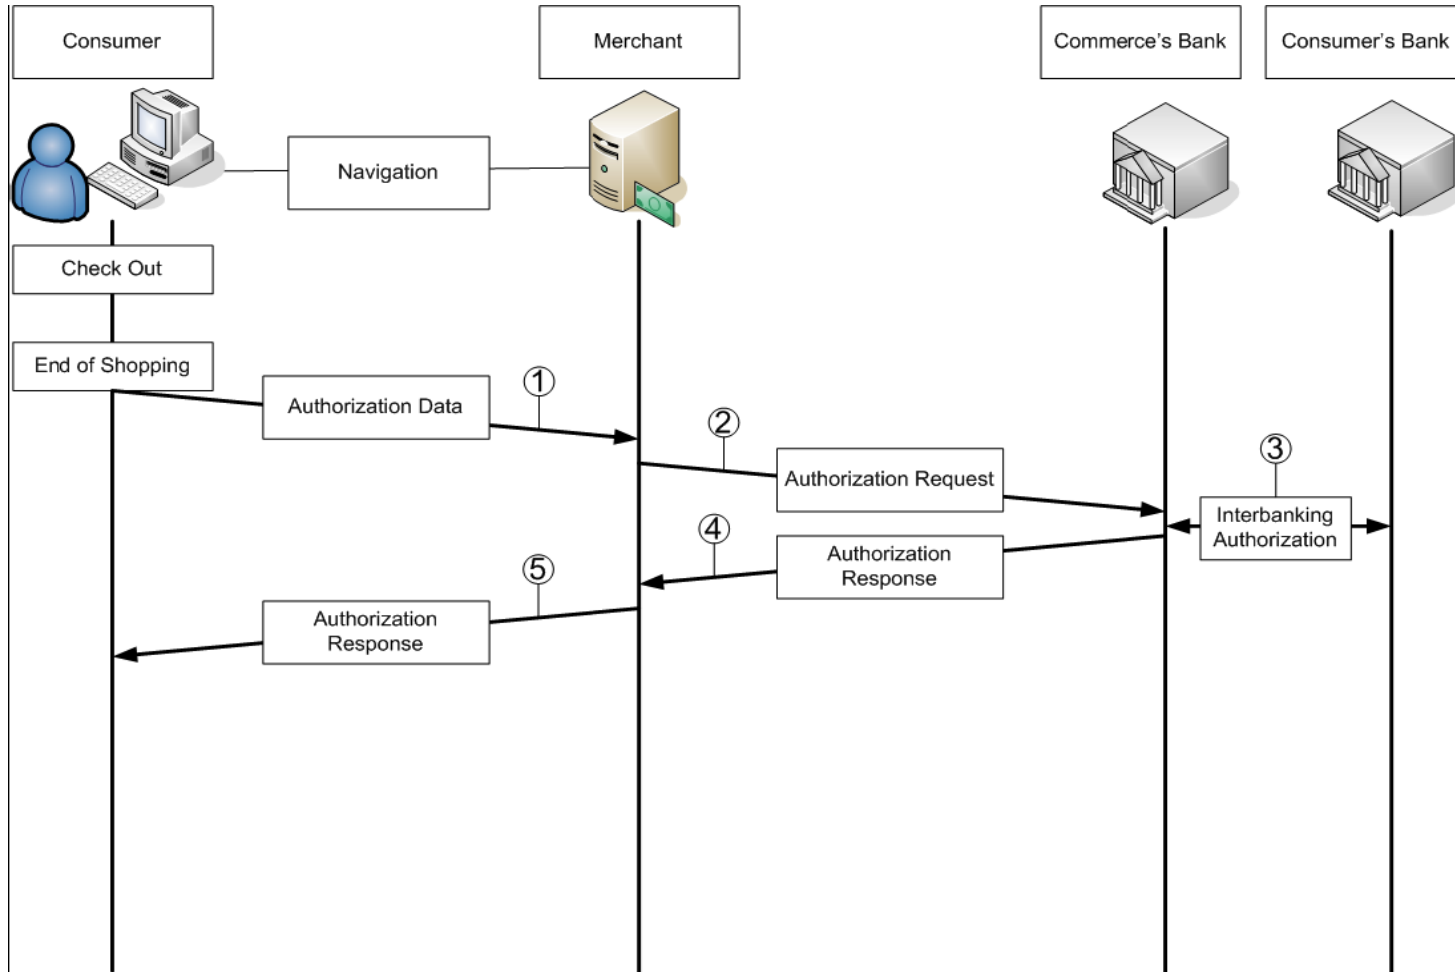 Consumer
Merchant
Commerce's Bank
Consumer's Bank
Navigation
Check Out
End of Shopping
Authorization Data
1
2
Authorization Request
3
Interbanking
Authorization
4
Authorization
Response
5
Authorization
Response